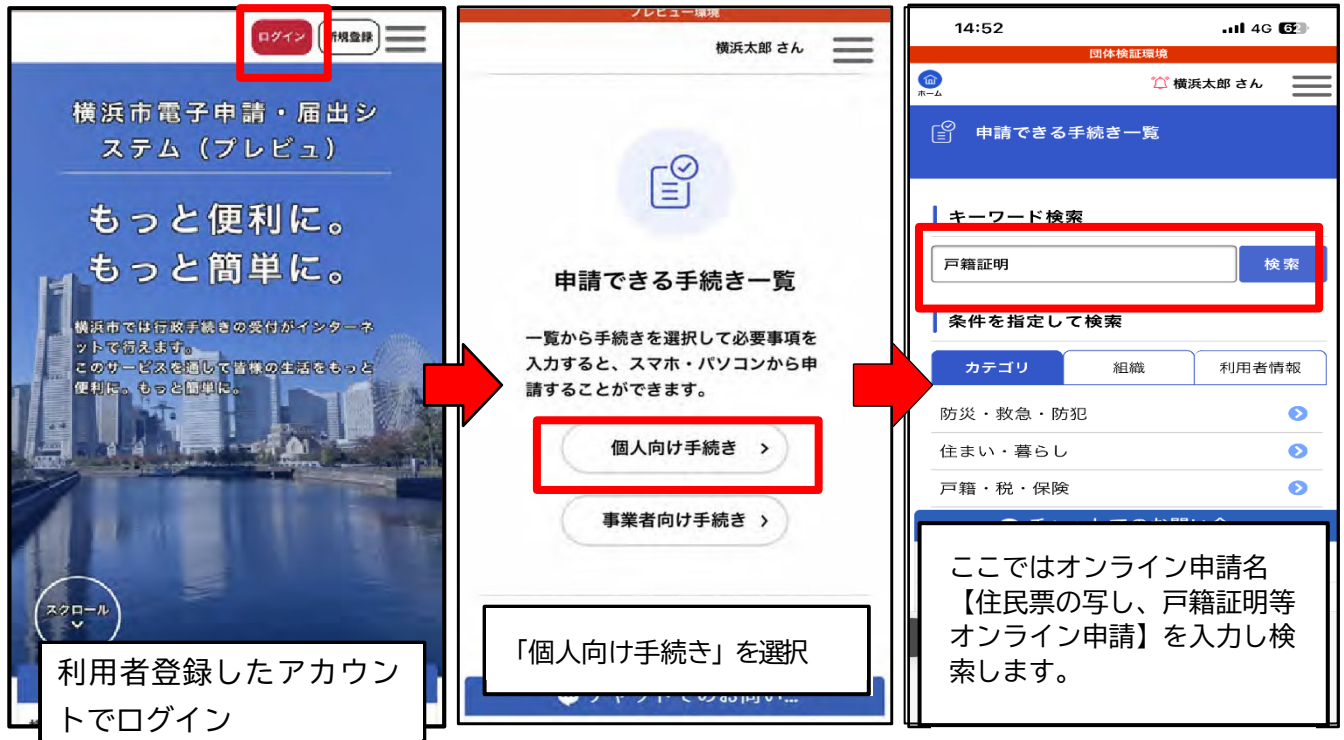 ログイン
新規登録
横浜市電子申請・届出シ
ステム（プレビュ）
もっと便利に。
もっと簡単に。
横浜市では行政手続きの受付がインターネ
ットで行えます。
このサービスを通して皆様の生活をもっと
便利に。もっと簡単に。
スクロール
利用者登録したアカウン
トでログイン
プレビュー環境
横浜太郎 さん
申請できる手続き一覧
一覧から手続きを選択して必要事項を
入力すると、スマホ・パソコンから申
請することができます。
個人向け手続き
事業者向け手続き
「個人向け手続き」を選択
14:52
4G 62
団体検証環境
ホーム
横浜太郎 さん
申請できる手続き一覧
キーワード検索
戸籍証明
検索
条件を指定して検索
カテゴリ
組織
利用者情報
防災・救急・防犯
住まい・暮らし
戸籍・税・保険
ここではオンライン申請名
【住民票の写し、戸籍証明等
オンライン申請】を入力し検
索します。